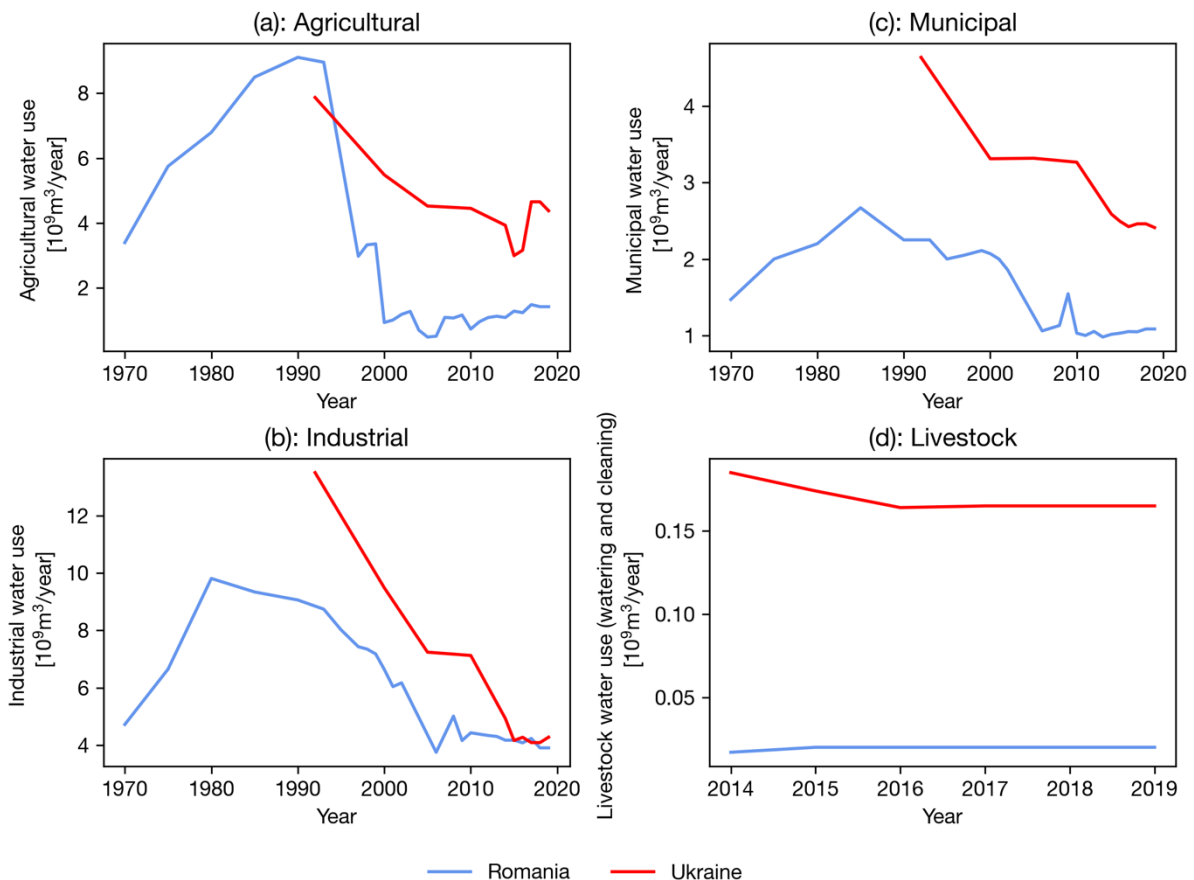 (a): Agricultural
Agricultural water use
[10⁹m³/year]
8
6
4
2
1970 1980 1990 2000 2010 2020
Year
(c): Municipal
Municipal water use
[10⁹m³/year]
4
3
2
1
1970 1980 1990 2000 2010 2020
Year
(b): Industrial
Industrial water use
[10⁹m³/year]
12
10
8
6
4
1970 1980 1990 2000 2010 2020
Year
(d): Livestock
Livestock water use (watering and cleaning)
[10⁹m³/year]
0.15
0.10
0.05
2014 2015 2016 2017 2018 2019
Year
Romania Ukraine